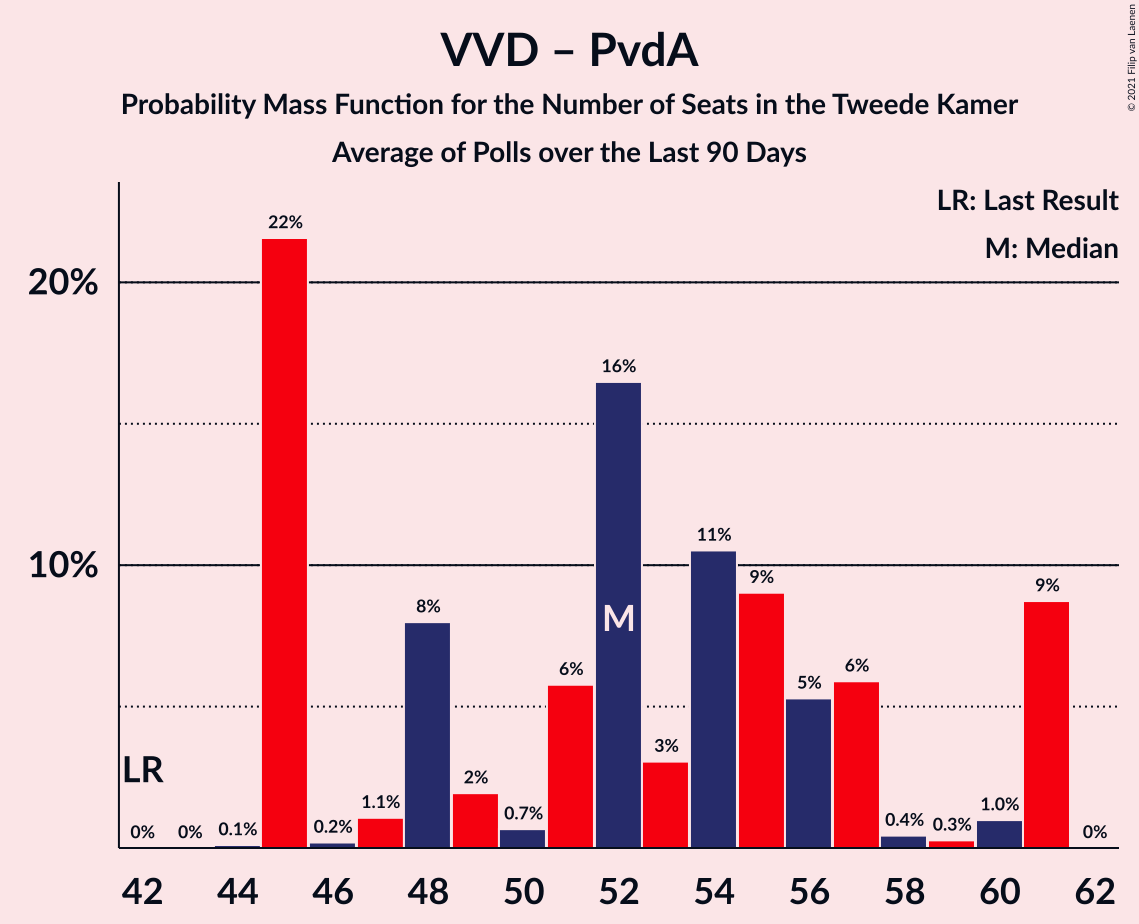 VVD – PvdA
Probability Mass Function for the Number of Seats in the Tweede Kamer
Average of Polls over the Last 90 Days
© 2021 Filip van Laenen
LR: Last Result
M: Median
20%
10%
22%
16%
11%
9%
9%
8%
6%
6%
5%
3%
2%
1.1%
1.0%
0.7%
0.4%
0.3%
0.2%
0.1%
0%
0%
0%
M
LR
42 44 46 48 50 52 54 56 58 60 62